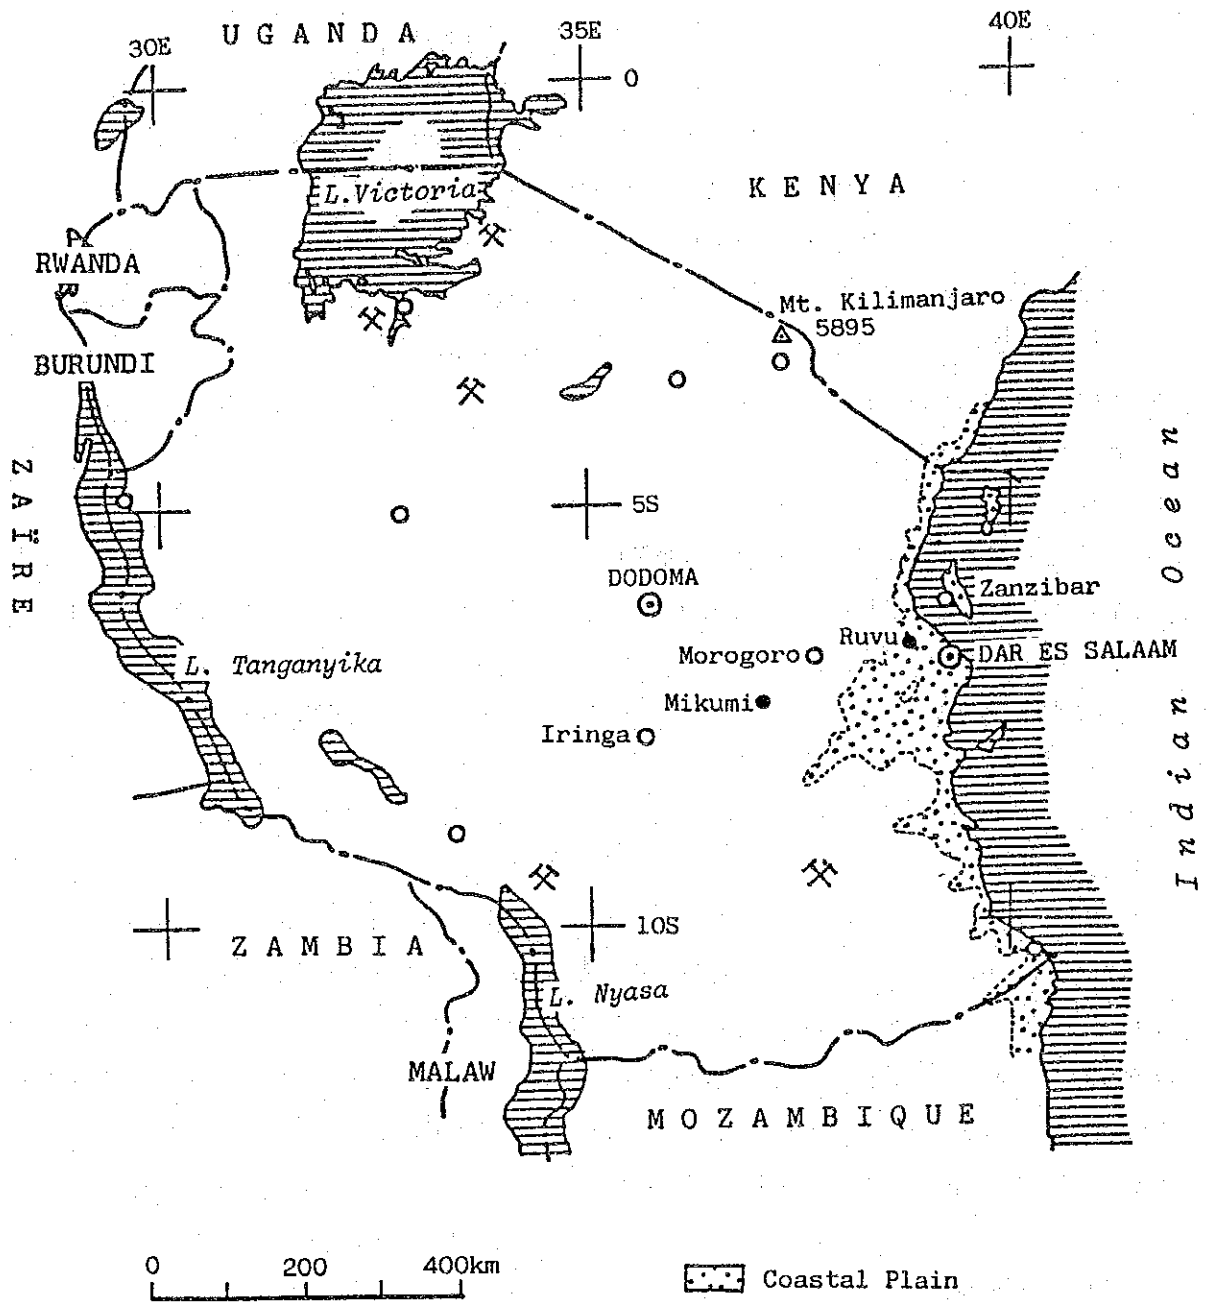 40E
UGANDA
35E
30E
0
KENYA
L.Victoria
RWANDA
Mt. Kilimanjaro
5895
BURUNDI
ZAÏRE
5S
Indian Ocean
DODOMA
Zanzibar
Ruvu
Morogoro
DAR ES SALAAM
L. Tanganyika
Mikumi
Iringa
ZAMBIA
10S
L. Nyasa
MALAW
MOZAMBIQUE
0 200 400km
Coastal Plain